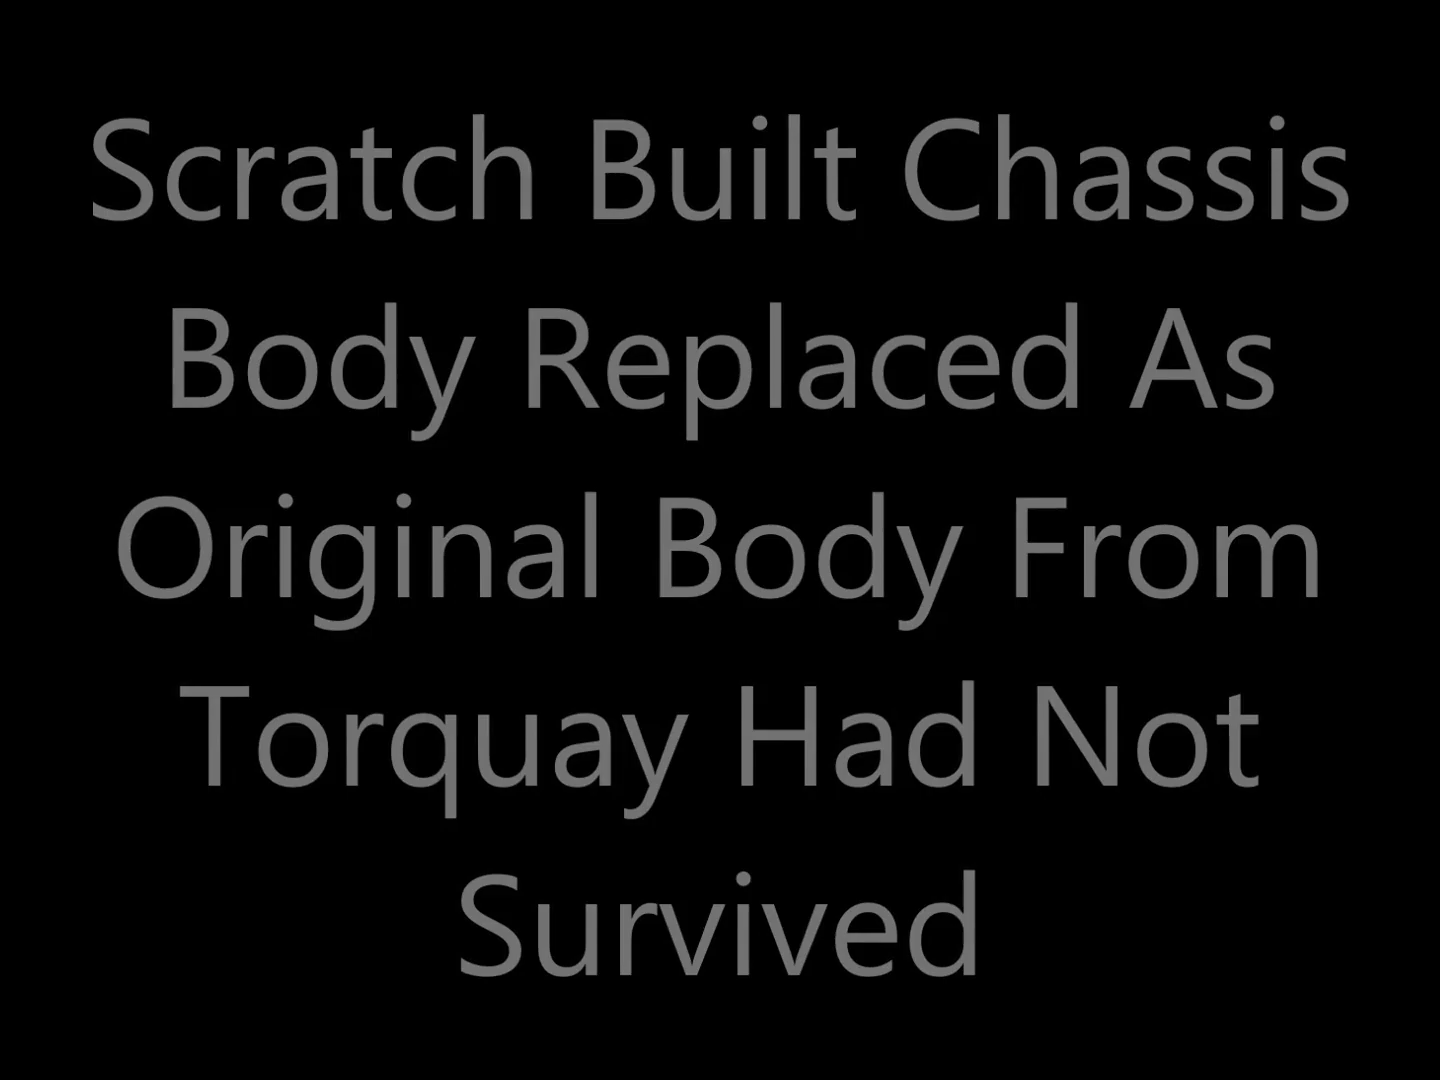 Scratch Built Chassis
Body Replaced As
Original Body From
Torquay Had Not
Survived